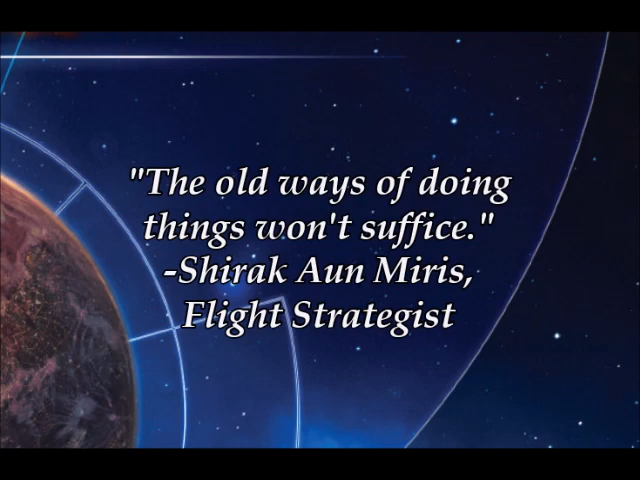 "The old ways of doing
things won't suffice."
-Shirak Aun Miris,
Flight Strategist